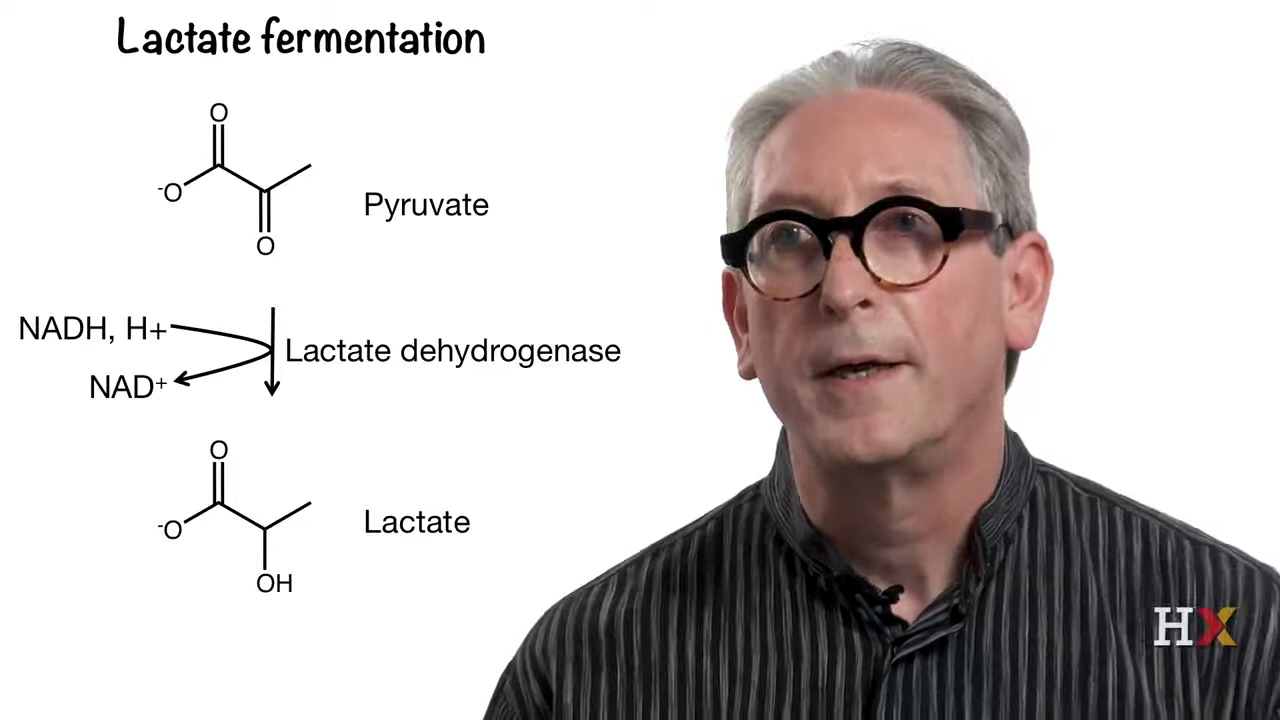 Lactate fermentation
O
-O
O
Pyruvate
NADH, H+
Lactate dehydrogenase
NAD+
O
-O
OH
Lactate
HX